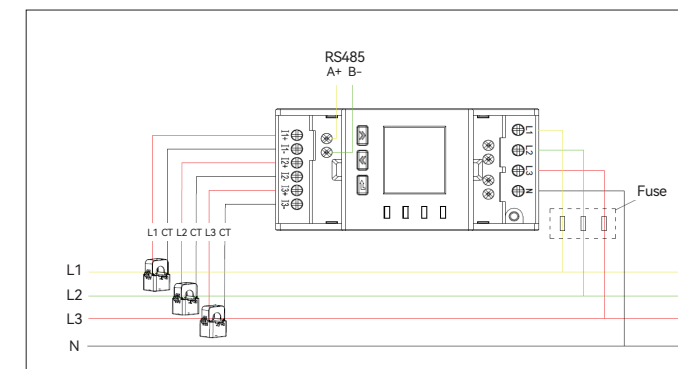 RS485
A+ B-
I1+
I1-
I2+
I2-
I3+
I3-
L1
L2
L3
N
Fuse
L1 CT L2 CT L3 CT
L1
L2
L3
N